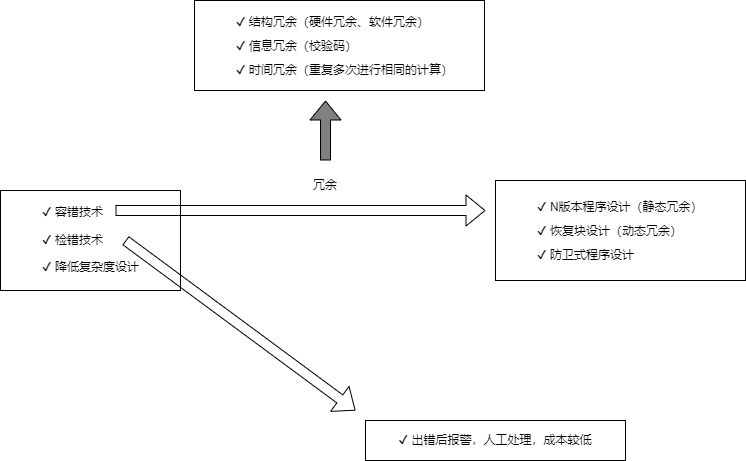 ✓ 结构冗余（硬件冗余、软件冗余）
✓ 信息冗余（校验码）
✓ 时间冗余（重复多次进行相同的计算）
冗余
✓ 容错技术
✓ 检错技术
✓ 降低复杂度设计
✓ N版本程序设计（静态冗余）
✓ 恢复块设计（动态冗余）
✓ 防卫式程序设计
✓ 出错后报警，人工处理，成本较低